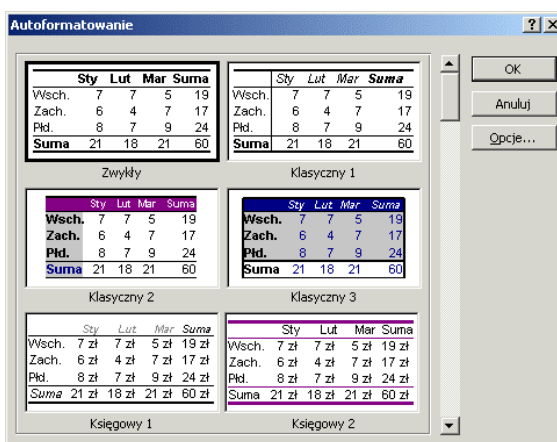 Autoformatowanie
Sty Lut Mar Suma
Wsch. 7 7 5 19
Zach. 6 4 7 17
Płd. 8 7 9 24
Suma 21 18 21 60
Zwykły
Sty Lut Mar Suma
Wsch. 7 7 5 19
Zach. 6 4 7 17
Płd. 8 7 9 24
Suma 21 18 21 60
Klasyczny 1
Sty Lut Mar Suma
Wsch. 7 7 5 19
Zach. 6 4 7 17
Płd. 8 7 9 24
Suma 21 18 21 60
Klasyczny 2
Sty Lut Mar Suma
Wsch. 7 7 5 19
Zach. 6 4 7 17
Płd. 8 7 9 24
Suma 21 18 21 60
Klasyczny 3
Sty Lut Mar Suma
Wsch. 7 zł 7 zł 5 zł 19 zł
Zach. 6 zł 4 zł 7 zł 17 zł
Płd. 8 zł 7 zł 9 zł 24 zł
Suma 21 zł 18 zł 21 zł 60 zł
Księgowy 1
Sty Lut Mar Suma
Wsch. 7 zł 7 zł 5 zł 19 zł
Zach. 6 zł 4 zł 7 zł 17 zł
Płd. 8 zł 7 zł 9 zł 24 zł
Suma 21 zł 18 zł 21 zł 60 zł
Księgowy 2
OK
Anuluj
Opcje...